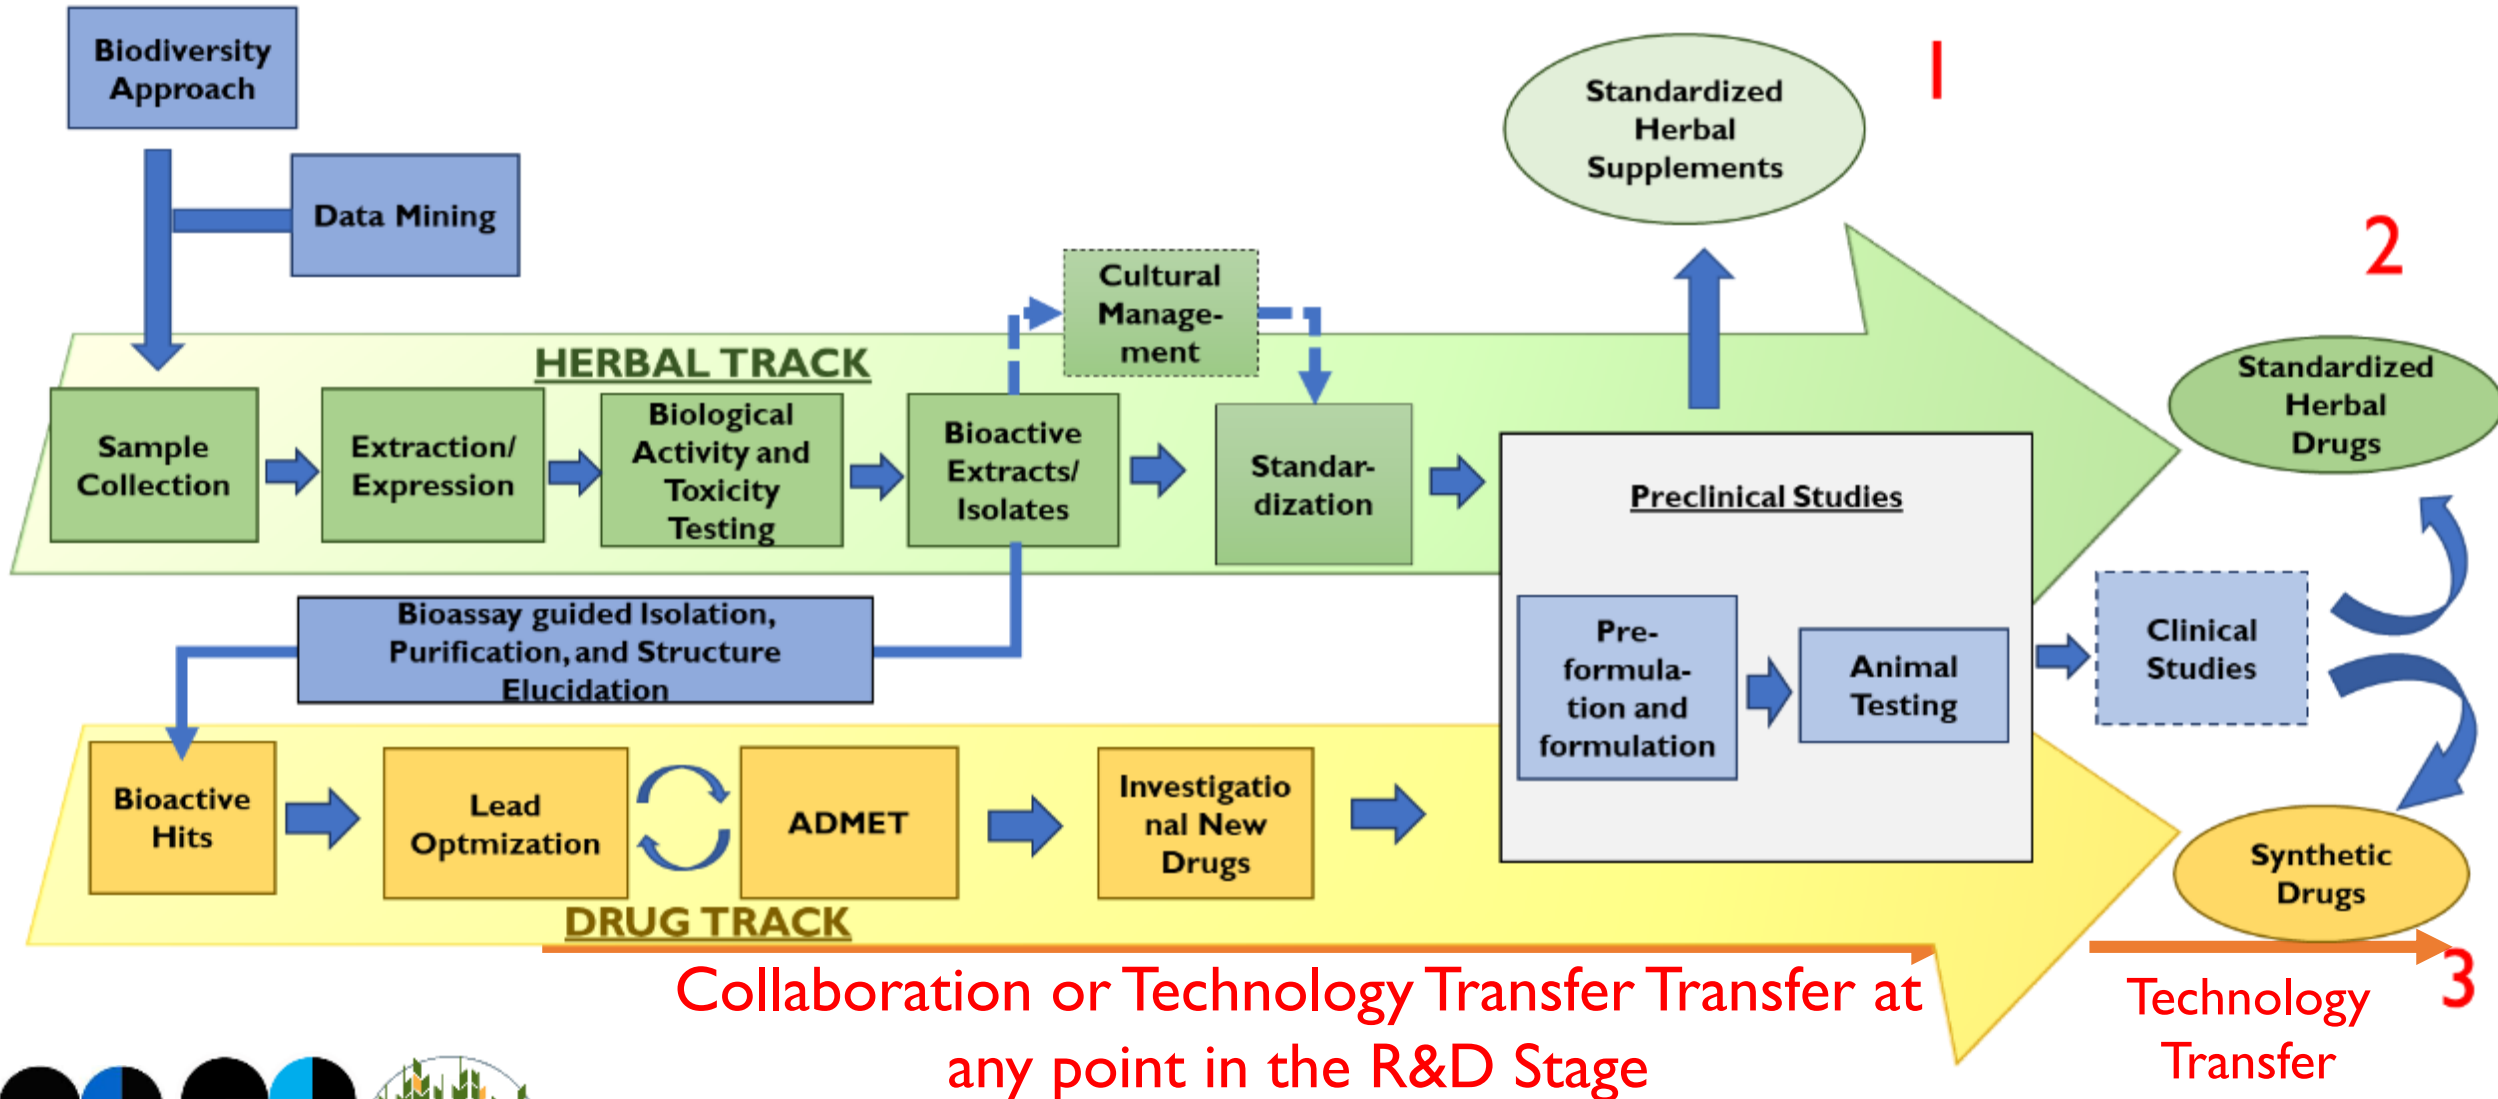 Biodiversity
Approach
Data Mining
Standardized
Herbal
Supplements
1
2
Cultural
Manage-
ment
HERBAL TRACK
Sample
Collection
Extraction/
Expression
Biological
Activity and
Toxicity
Testing
Bioactive
Extracts/
Isolates
Standar-
dization
Preclinical Studies
Pre-
formula-
tion and
formulation
Animal
Testing
Clinical
Studies
Standardized
Herbal
Drugs
Bioassay guided Isolation,
Purification, and Structure
Elucidation
Bioactive
Hits
Lead
Optmization
ADMET
Investigatio
nal New
Drugs
Synthetic
Drugs
DRUG TRACK
3
Collaboration or Technology Transfer Transfer at
any point in the R&D Stage
Technology
Transfer